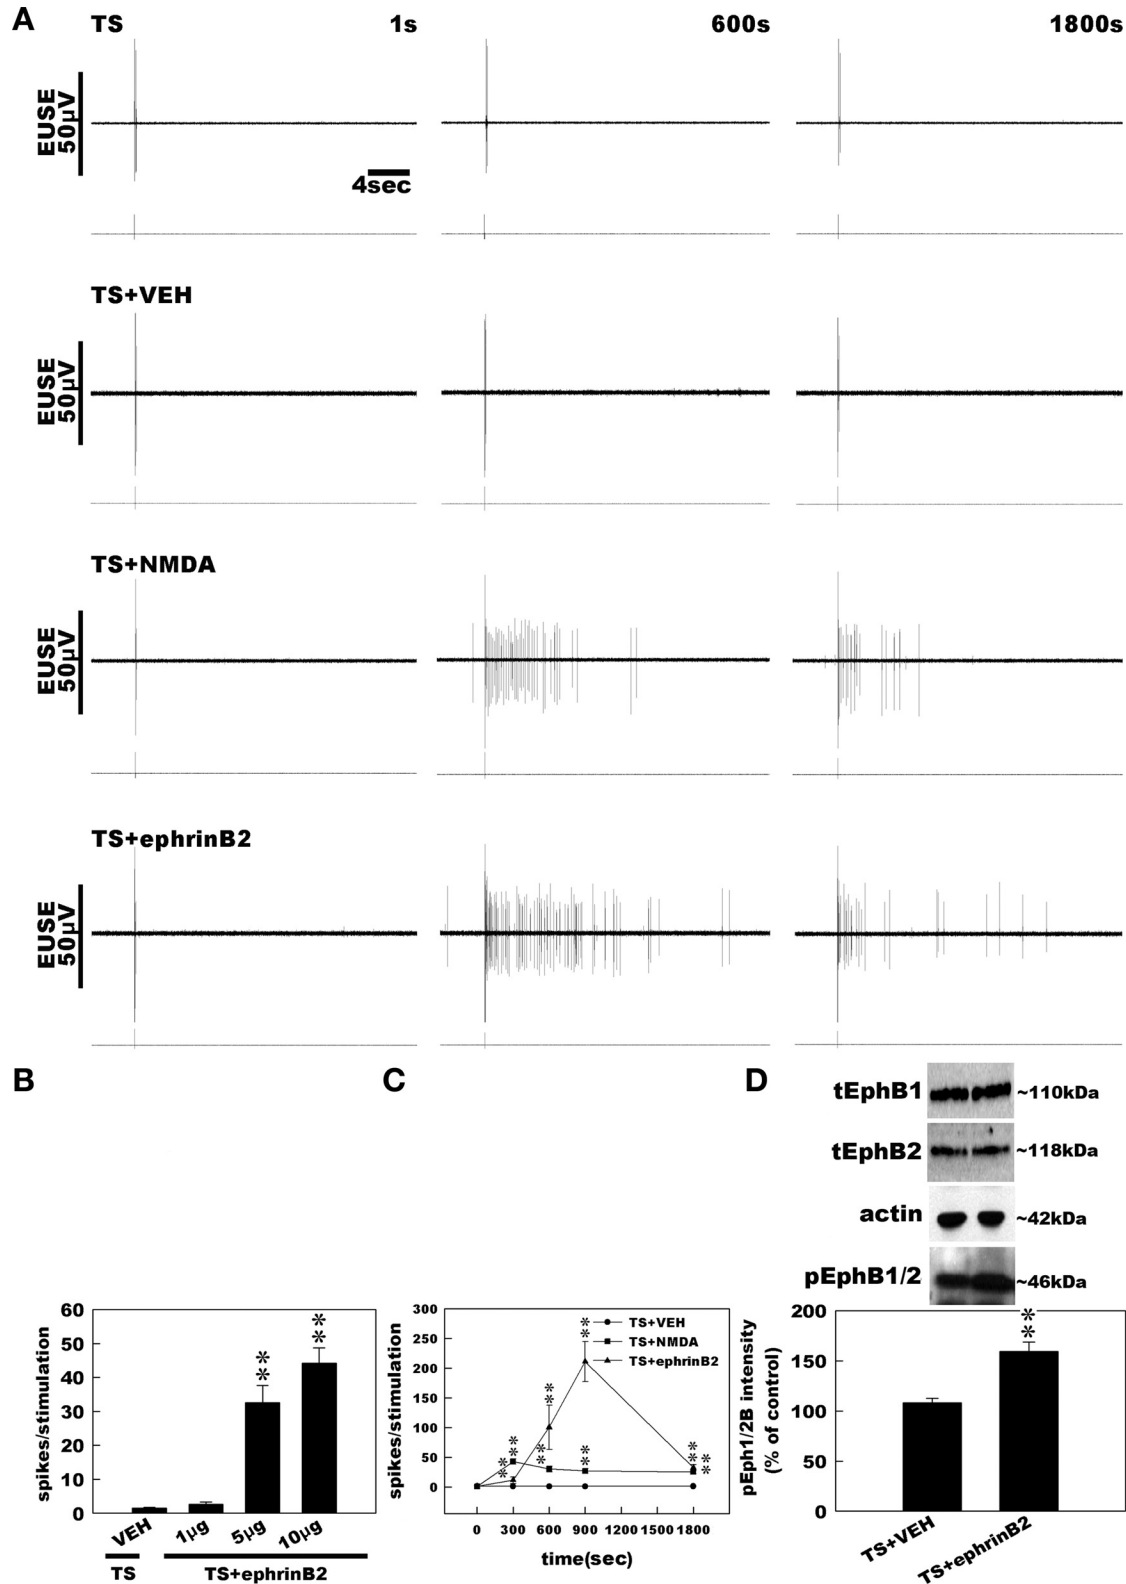 A
TS 1s 600s 1800s
EUSE
50µV
4sec
TS+VEH
EUSE
50µV
TS+NMDA
EUSE
50µV
TS+ephrinB2
EUSE
50µV
B
C
D
tEphB1 ~110kDa
tEphB2 ~118kDa
actin ~42kDa
pEphB1/2 ~46kDa
spikes/stimulation
60
50
40
30
20
10
0
**
**
VEH 1µg 5µg 10µg
TS TS+ephrinB2
spikes/stimulation
300
250
200
150
100
50
0
TS+VEH
TS+NMDA
TS+ephrinB2
**
**
**
**
**
**
**
**
0 300 600 900 1200 1500 1800
time(sec)
pEph1/2B intensity
(% of control)
200
150
100
50
0
**
TS+VEH
TS+ephrinB2